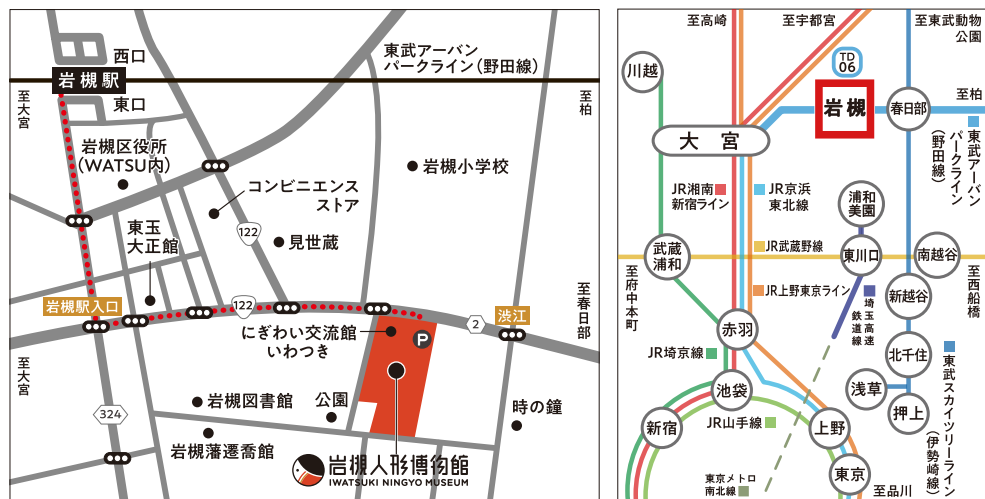 西口
岩槻駅
東口
至大宮
東武アーバン
パークライン(野田線)
至柏
岩槻区役所
(WATSU内)
岩槻小学校
コンビニエンス
ストア
122
見世蔵
東玉
大正館
岩槻駅入口
122
至春日部
渋江
2
にぎわい交流館
いわつき
P
至大宮
324
岩槻図書館
公園
時の鐘
岩槻藩遷喬館
岩槻人形博物館
IWATSUKI NINGYO MUSEUM
至高崎
至宇都宮
至東武動物
公園
川越
TD
06
岩槻
春日部
至柏
大宮
東武アーバン
パークライン
(野田線)
JR湘南
新宿ライン
JR京浜
東北線
浦和
美園
武蔵
浦和
JR武蔵野線
東川口
南越谷
至府中本町
JR上野東京ライン
埼玉高速
鉄道線
新越谷
至西船橋
赤羽
北千住
JR埼京線
池袋
浅草
押上
東武スカイツリーライン
(伊勢崎線)
新宿
JR山手線
上野
東京
東京メトロ
南北線
至品川